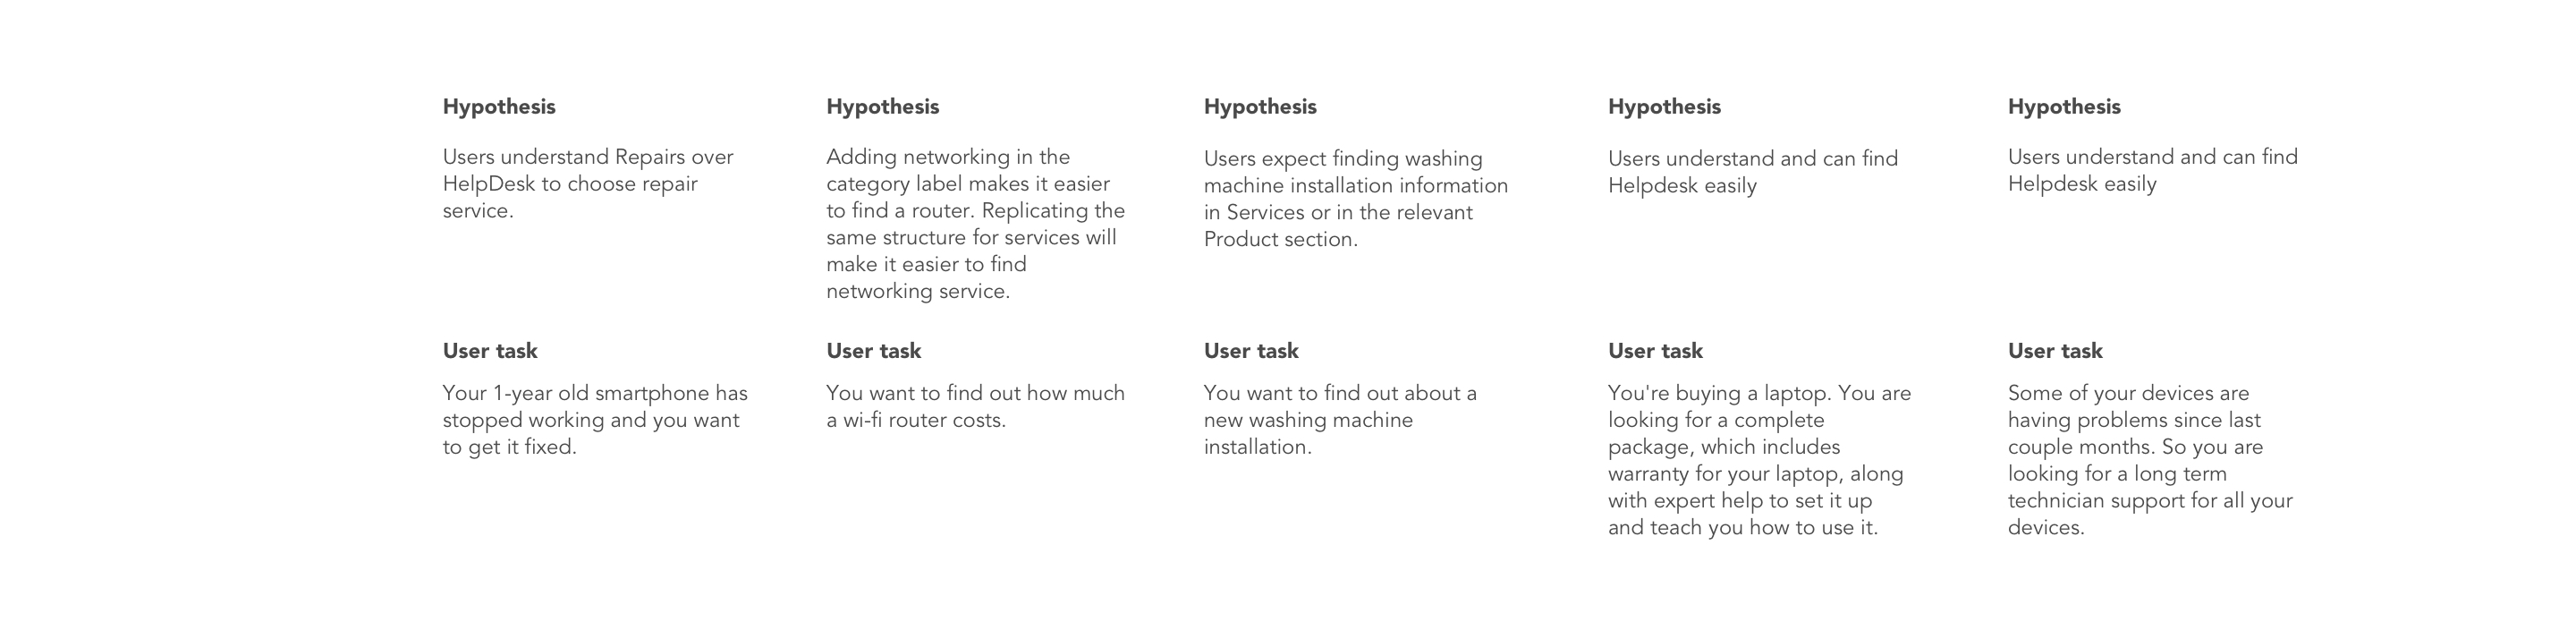 Hypothesis
Users understand Repairs over
HelpDesk to choose repair
service.
User task
Your 1-year old smartphone has
stopped working and you want
to get it fixed.
Hypothesis
Adding networking in the
category label makes it easier
to find a router. Replicating the
same structure for services will
make it easier to find
networking service.
User task
You want to find out how much
a wi-fi router costs.
Hypothesis
Users expect finding washing
machine installation information
in Services or in the relevant
Product section.
User task
You want to find out about a
new washing machine
installation.
Hypothesis
Users understand and can find
Helpdesk easily
User task
You're buying a laptop. You are
looking for a complete
package, which includes
warranty for your laptop, along
with expert help to set it up
and teach you how to use it.
Hypothesis
Users understand and can find
Helpdesk easily
User task
Some of your devices are
having problems since last
couple months. So you are
looking for a long term
technician support for all your
devices.